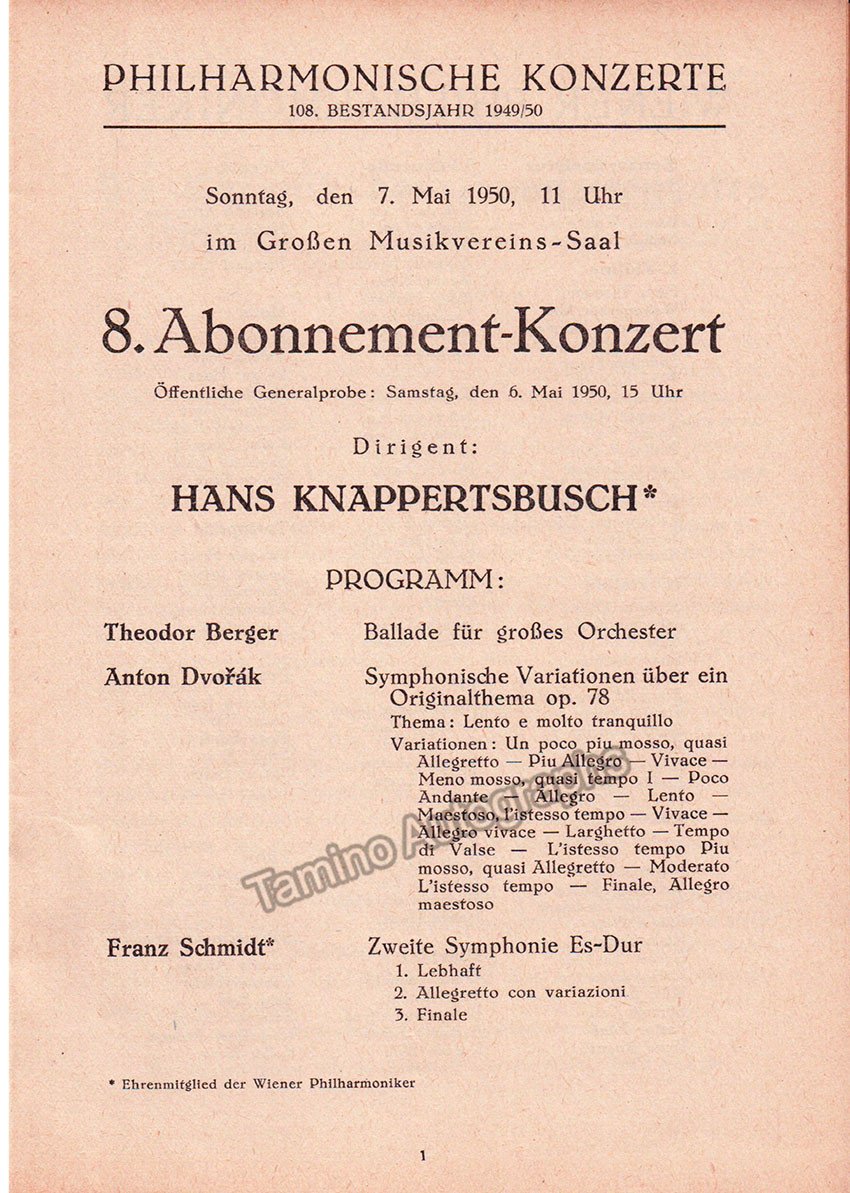 PHILHARMONISCHE KONZERTE
108. BESTANDSJAHR 1949/50
Sonntag, den 7. Mai 1950, 11 Uhr
im Großen Musikvereins-Saal
8. Abonnement-Konzert
Öffentliche Generalprobe: Samstag, den 6. Mai 1950, 15 Uhr
Dirigent:
HANS KNAPPERTSBUSCH*
PROGRAMM:
Theodor Berger Ballade für großes Orchester
Anton Dvořák Symphonische Variationen über ein
Originalthema op. 78
Thema: Lento e molto tranquillo
Variationen: Un poco piu mosso, quasi
Allegretto — Piu Allegro — Vivace —
Meno mosso, quasi tempo I — Poco
Andante — Allegro — Lento —
Maestoso, l'istesso tempo — Vivace —
Allegro vivace — Larghetto — Tempo
di Valse — L'istesso tempo Piu
mosso, quasi Allegretto — Moderato
L'istesso tempo — Finale, Allegro
maestoso
Tamino Autographs
Franz Schmidt* Zweite Symphonie Es-Dur
1. Lebhaft
2. Allegretto con variazioni
3. Finale
* Ehrenmitglied der Wiener Philharmoniker
1